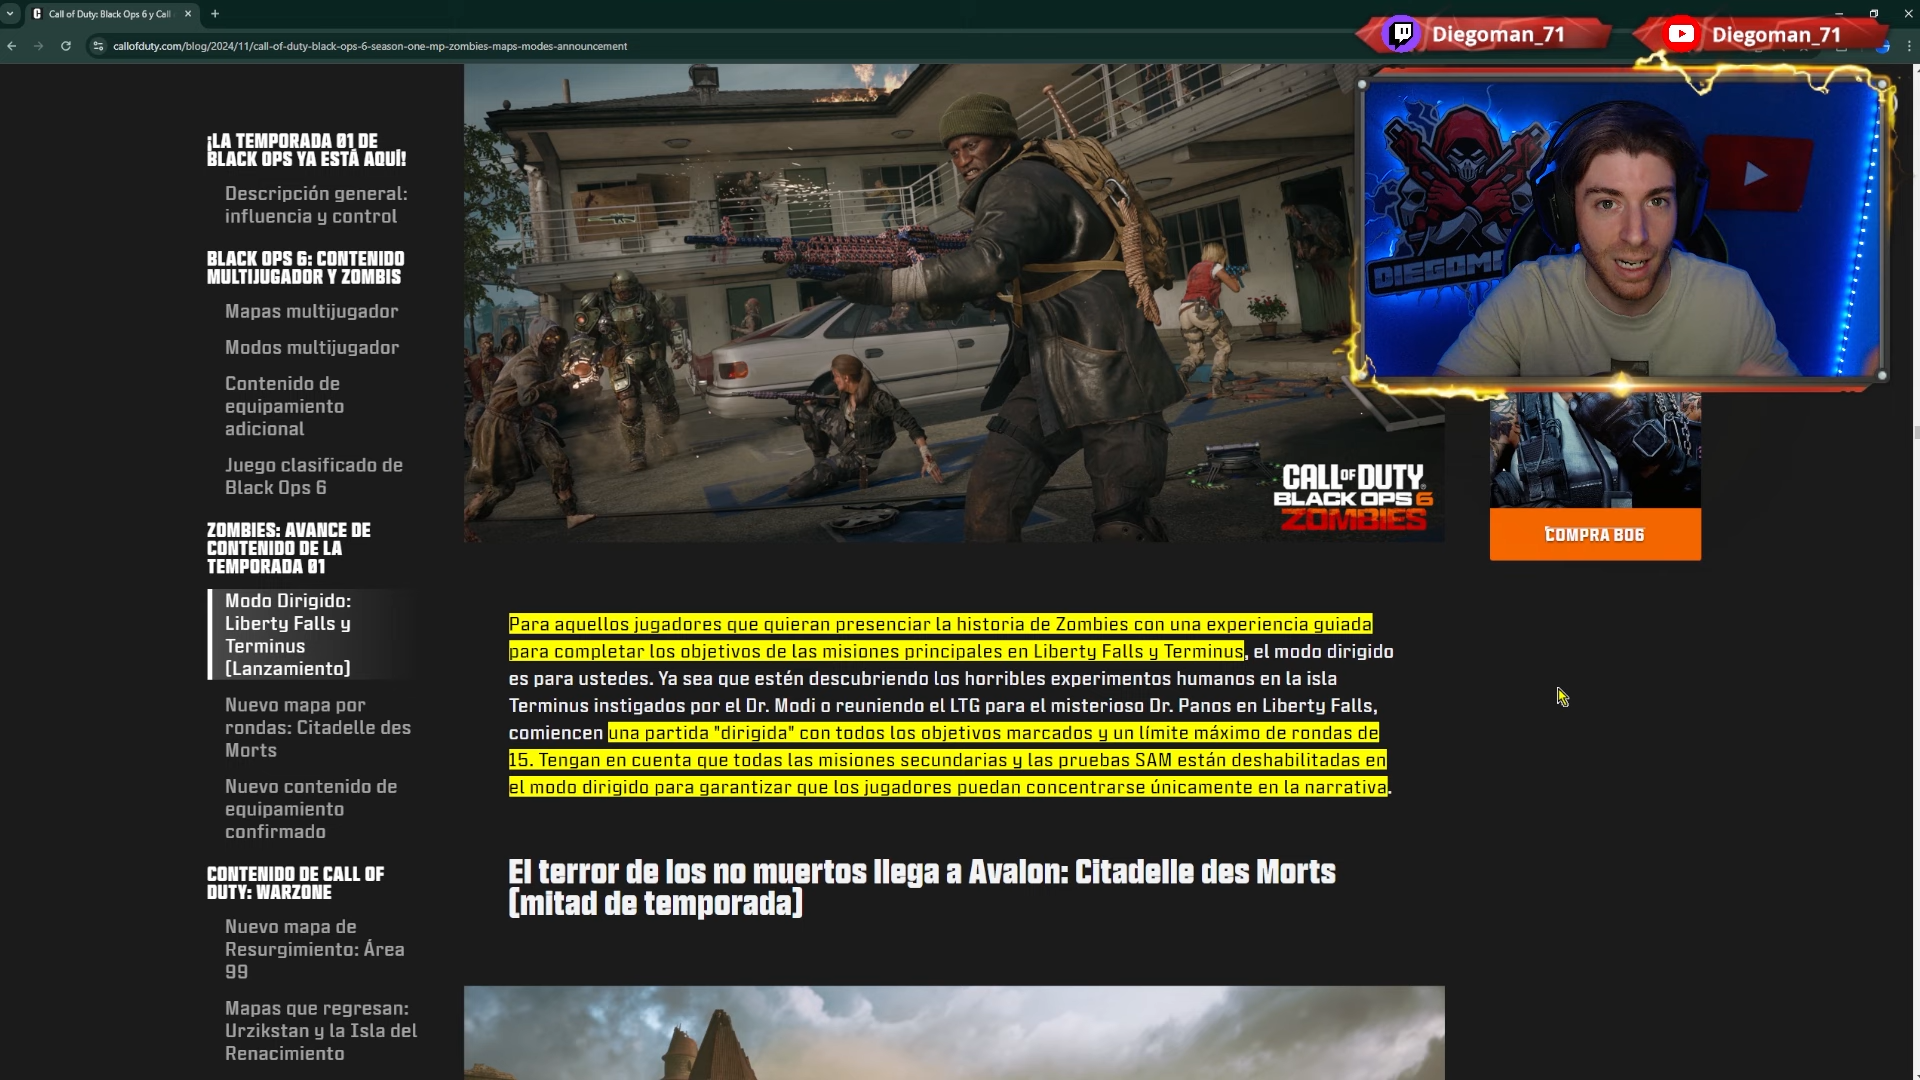 Call of Duty: Black Ops 6 y Call
callofduty.com/blog/2024/11/call-of-duty-black-ops-6-season-one-mp-zombies-maps-modes-announcement
Diegoman_71
Diegoman_71
¡LA TEMPORADA 01 DE
BLACK OPS YA ESTÁ AQUÍ!
Descripción general:
influencia y control
BLACK OPS 6: CONTENIDO
MULTIJUGADOR Y ZOMBIS
Mapas multijugador
Modos multijugador
Contenido de
equipamiento
adicional
Juego clasificado de
Black Ops 6
ZOMBIES: AVANCE DE
CONTENIDO DE LA
TEMPORADA 01
Modo Dirigido:
Liberty Falls y
Terminus
[Lanzamiento]
Nuevo mapa por
rondas: Citadelle des
Morts
Nuevo contenido de
equipamiento
confirmado
CONTENIDO DE CALL OF
DUTY: WARZONE
Nuevo mapa de
Resurgimiento: Área
99
Mapas que regresan:
Urzikstan y la Isla del
Renacimiento
CALL OF DUTY
BLACK OPS 6
ZOMBIES
COMPRA BO6
Para aquellos jugadores que quieran presenciar la historia de Zombies con una experiencia guiada
para completar los objetivos de las misiones principales en Liberty Falls y Terminus, el modo dirigido
es para ustedes. Ya sea que estén descubriendo los horribles experimentos humanos en la isla
Terminus instigados por el Dr. Modi o reuniendo el LTG para el misterioso Dr. Panos en Liberty Falls,
comiencen una partida "dirigida" con todos los objetivos marcados y un límite máximo de rondas de
15. Tengan en cuenta que todas las misiones secundarias y las pruebas SAM están deshabilitadas en
el modo dirigido para garantizar que los jugadores puedan concentrarse únicamente en la narrativa.
El terror de los no muertos llega a Avalon: Citadelle des Morts
[mitad de temporada]